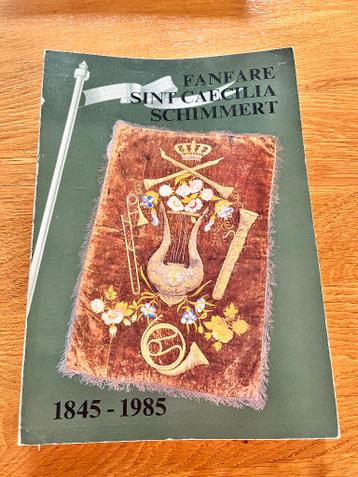 FANFARE
SINT CAECILIA
SCHIMMERT
1845 - 1985